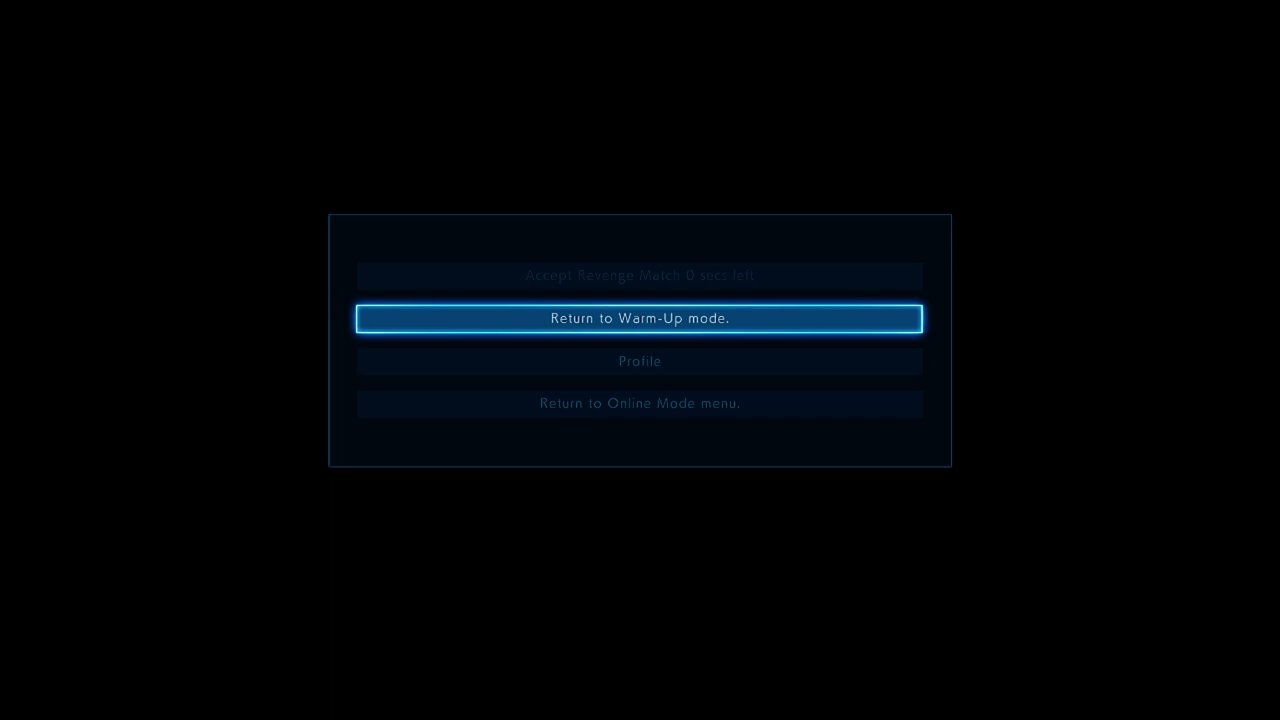 Accept Revenge Match 0 secs left
Return to Warm-Up mode.
Profile
Return to Online Mode menu.